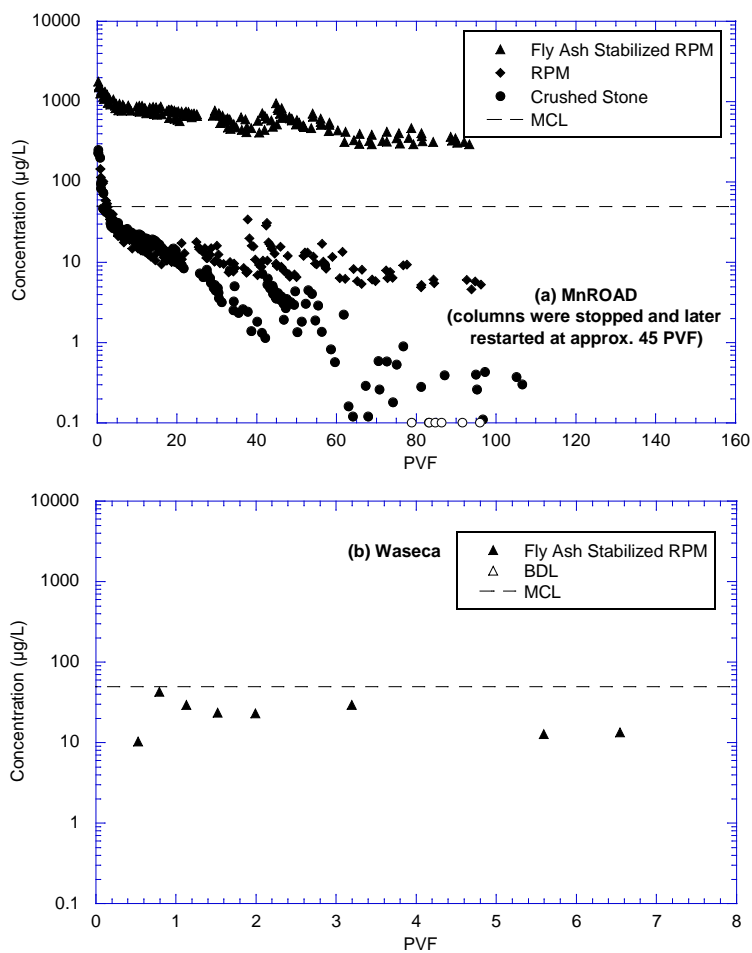 10000
1000
100
10
1
0.1
Concentration (µg/L)
Fly Ash Stabilized RPM
RPM
Crushed Stone
MCL
(a) MnROAD
(columns were stopped and later
restarted at approx. 45 PVF)
0 20 40 60 80 100 120 140 160
PVF
10000
1000
100
10
1
0.1
Concentration (µg/L)
(b) Waseca
Fly Ash Stabilized RPM
BDL
MCL
0 1 2 3 4 5 6 7 8
PVF